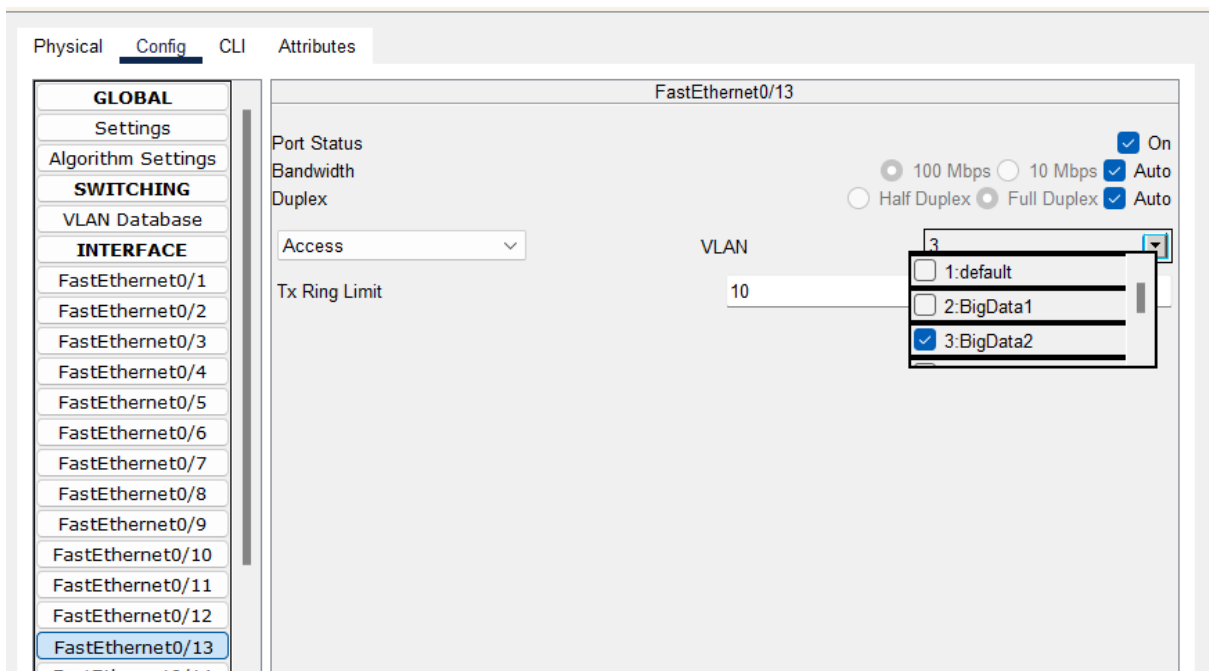 Physical Config CLI Attributes
GLOBAL
Settings
Algorithm Settings
SWITCHING
VLAN Database
INTERFACE
FastEthernet0/1
FastEthernet0/2
FastEthernet0/3
FastEthernet0/4
FastEthernet0/5
FastEthernet0/6
FastEthernet0/7
FastEthernet0/8
FastEthernet0/9
FastEthernet0/10
FastEthernet0/11
FastEthernet0/12
FastEthernet0/13
FastEthernet0/13
Port Status On
Bandwidth 100 Mbps 10 Mbps Auto
Duplex Half Duplex Full Duplex Auto
Access VLAN 3
1:default
2:BigData1
3:BigData2
Tx Ring Limit 10